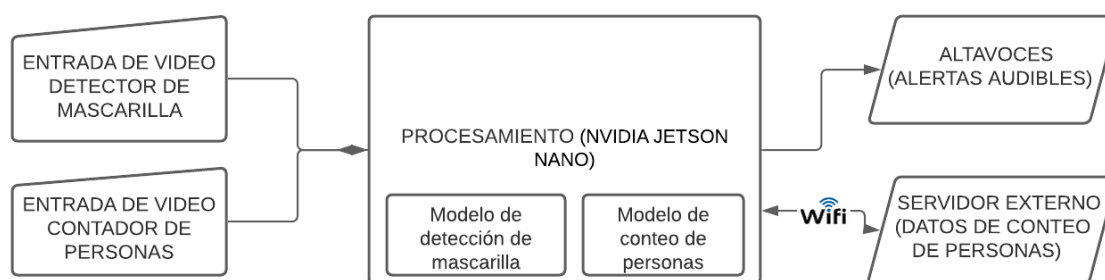 ENTRADA DE VIDEO
DETECTOR DE
MASCARILLA
ENTRADA DE VIDEO
CONTADOR DE
PERSONAS
PROCESAMIENTO (NVIDIA JETSON
NANO)
Modelo de
detección de
mascarilla
Modelo de
conteo de
personas
ALTAVOCES
(ALERTAS AUDIBLES)
Wifi
SERVIDOR EXTERNO
(DATOS DE CONTEO
DE PERSONAS)